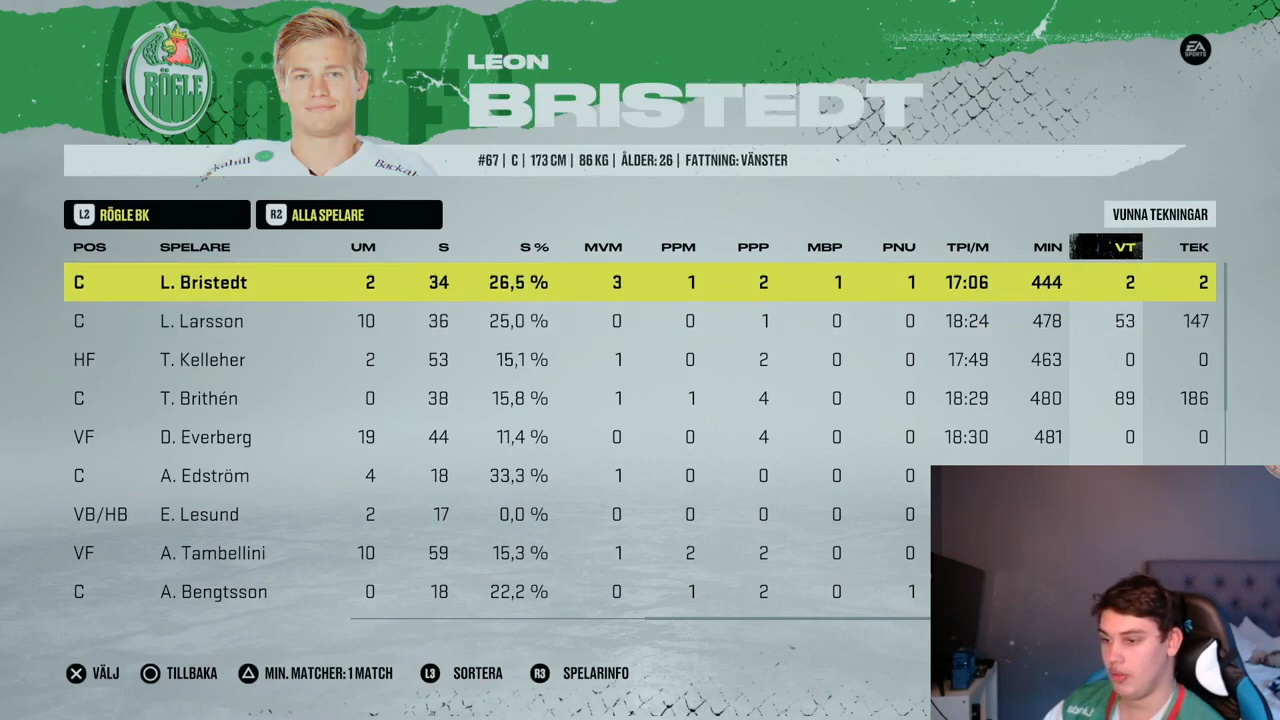 RÖGLE
LEON
BRISTEDT
EA
SPORTS
Backahill
#67 | C | 173 CM | 86 KG | ÅLDER: 26 | FATTNING: VÄNSTER
L2 RÖGLE BK R2 ALLA SPELARE VUNNA TEKNINGAR
POS SPELARE UM S S % MVM PPM PPP MBP PNU TPI/M MIN VT TEK
C L. Bristedt 2 34 26,5 % 3 1 2 1 1 17:06 444 2 2
C L. Larsson 10 36 25,0 % 0 0 1 0 0 18:24 478 53 147
HF T. Kelleher 2 53 15,1 % 1 0 2 0 0 17:49 463 0 0
C T. Brithén 0 38 15,8 % 1 1 4 0 0 18:29 480 89 186
VF D. Everberg 19 44 11,4 % 0 0 4 0 0 18:30 481 0 0
C A. Edström 4 18 33,3 % 1 0 0 0 0
VB/HB E. Lesund 2 17 0,0 % 0 0 0 0 0
VF A. Tambellini 10 59 15,3 % 1 2 2 0 0
C A. Bengtsson 0 18 22,2 % 0 1 2 0 1
VÄLJ TILLBAKA MIN. MATCHER: 1 MATCH L3 SORTERA R3 SPELARINFO